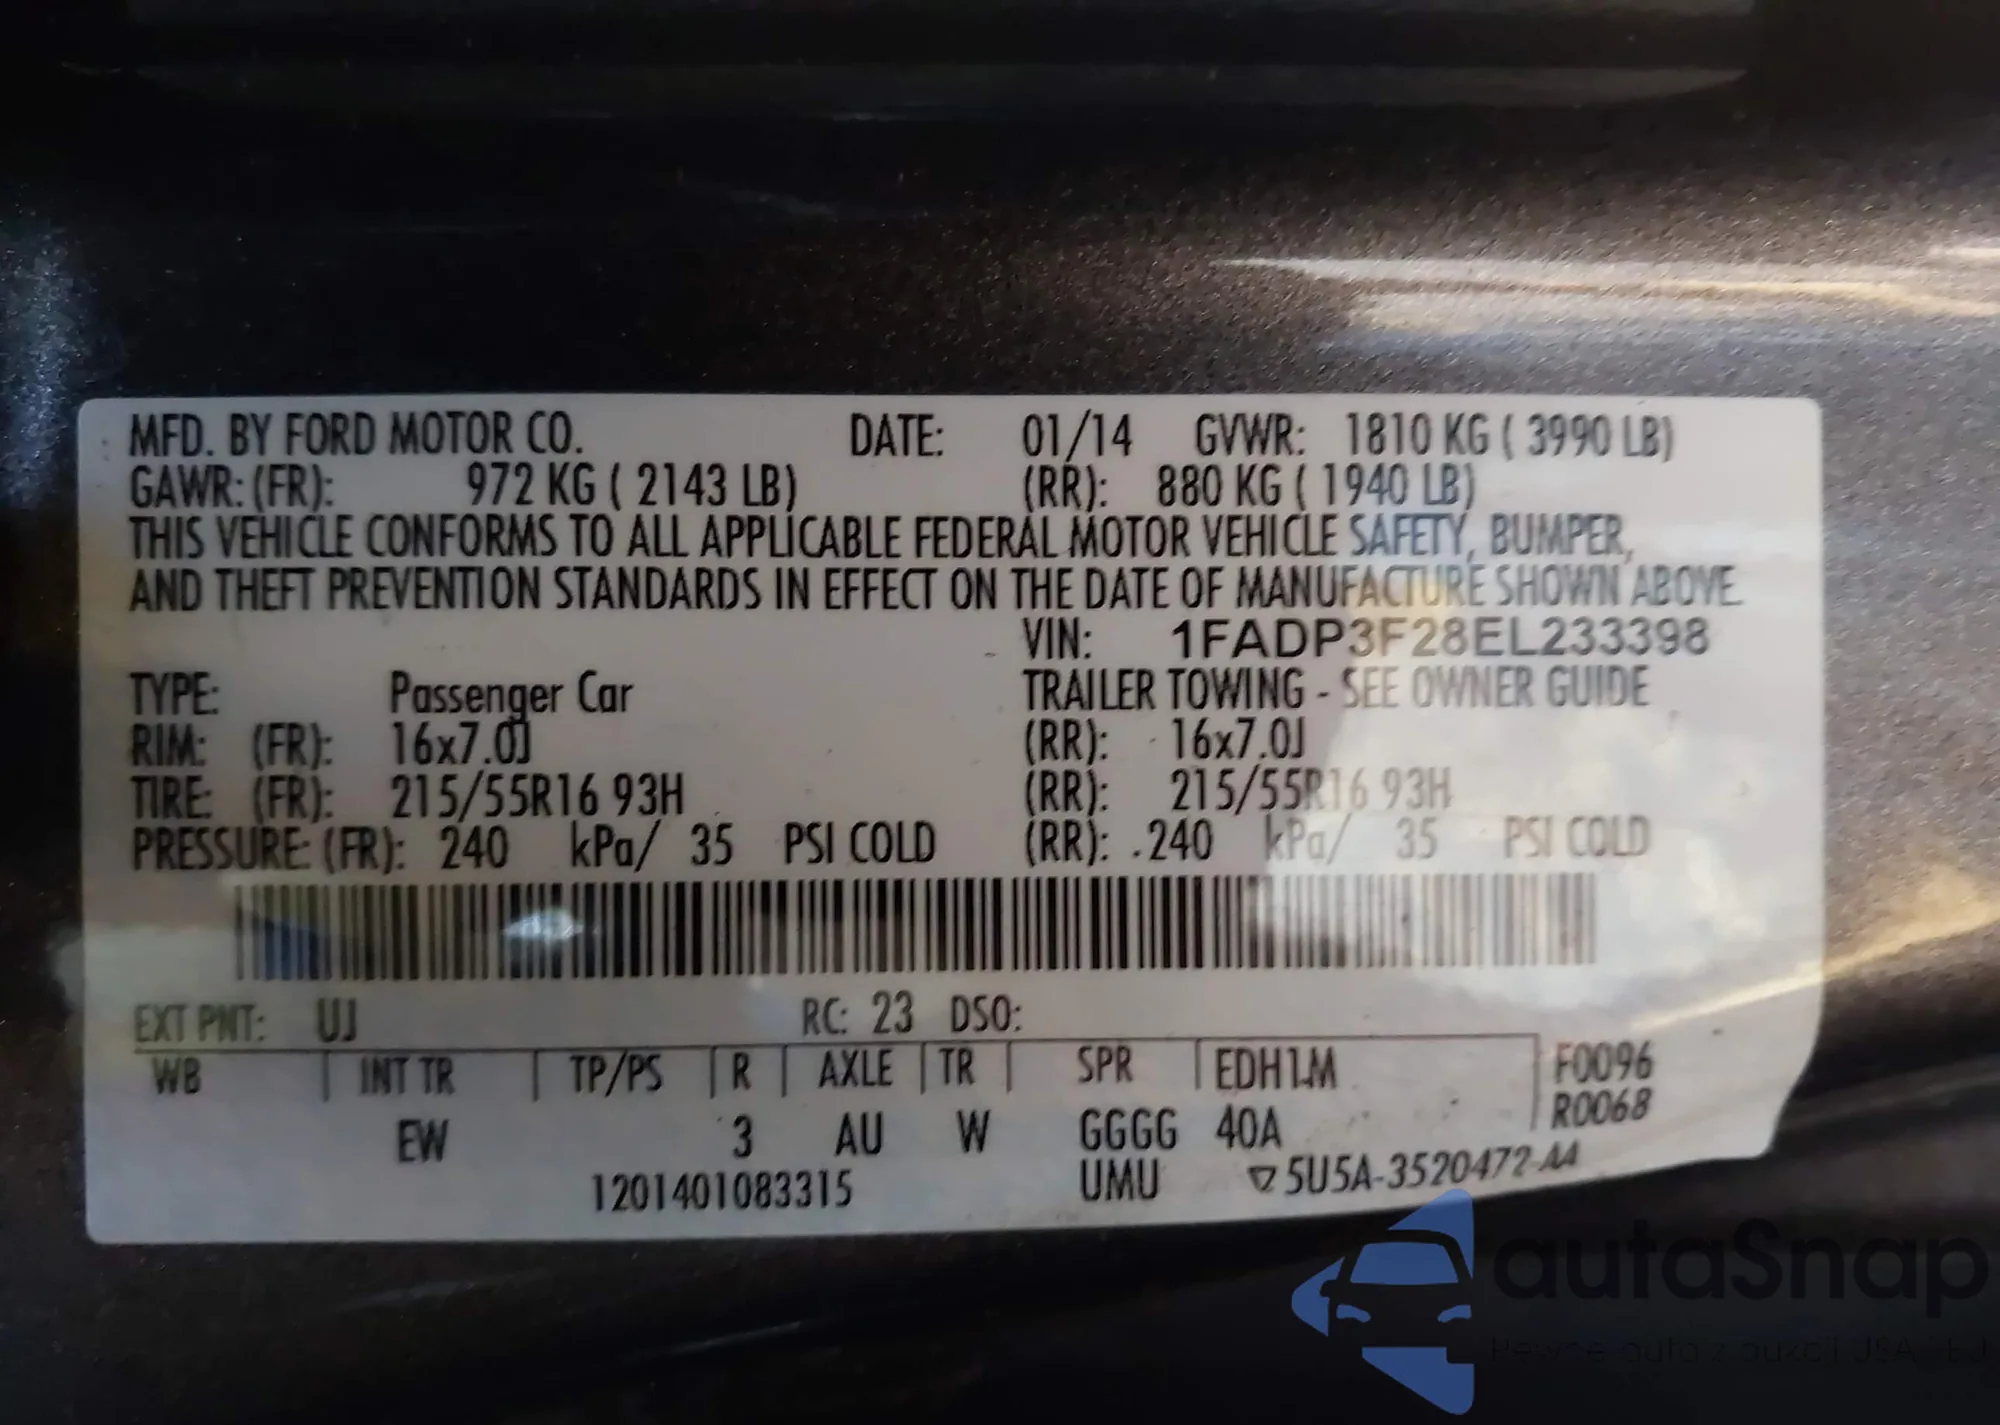 MFD. BY FORD MOTOR CO. DATE: 01/14 GVWR: 1810 KG ( 3990 LB)
GAWR: (FR): 972 KG ( 2143 LB) (RR): 880 KG ( 1940 LB)
THIS VEHICLE CONFORMS TO ALL APPLICABLE FEDERAL MOTOR VEHICLE SAFETY, BUMPER,
AND THEFT PREVENTION STANDARDS IN EFFECT ON THE DATE OF MANUFACTURE SHOWN ABOVE.
VIN: 1FADP3F28EL233398
TYPE: Passenger Car TRAILER TOWING - SEE OWNER GUIDE
RIM: (FR): 16x7.0J (RR): 16x7.0J
TIRE: (FR): 215/55R16 93H (RR): 215/55R16 93H
PRESSURE: (FR): 240 kPa/ 35 PSI COLD (RR): 240 kPa/ 35 PSI COLD
EXT PNT: UJ RC: 23 DSO:
WB INT TR TP/PS R AXLE TR SPR EDH1.M F0096
EW 3 AU W GGGG 40A R0068
1201401083315 UMU 5U5A-3520472-AA
autaSnap
auta z